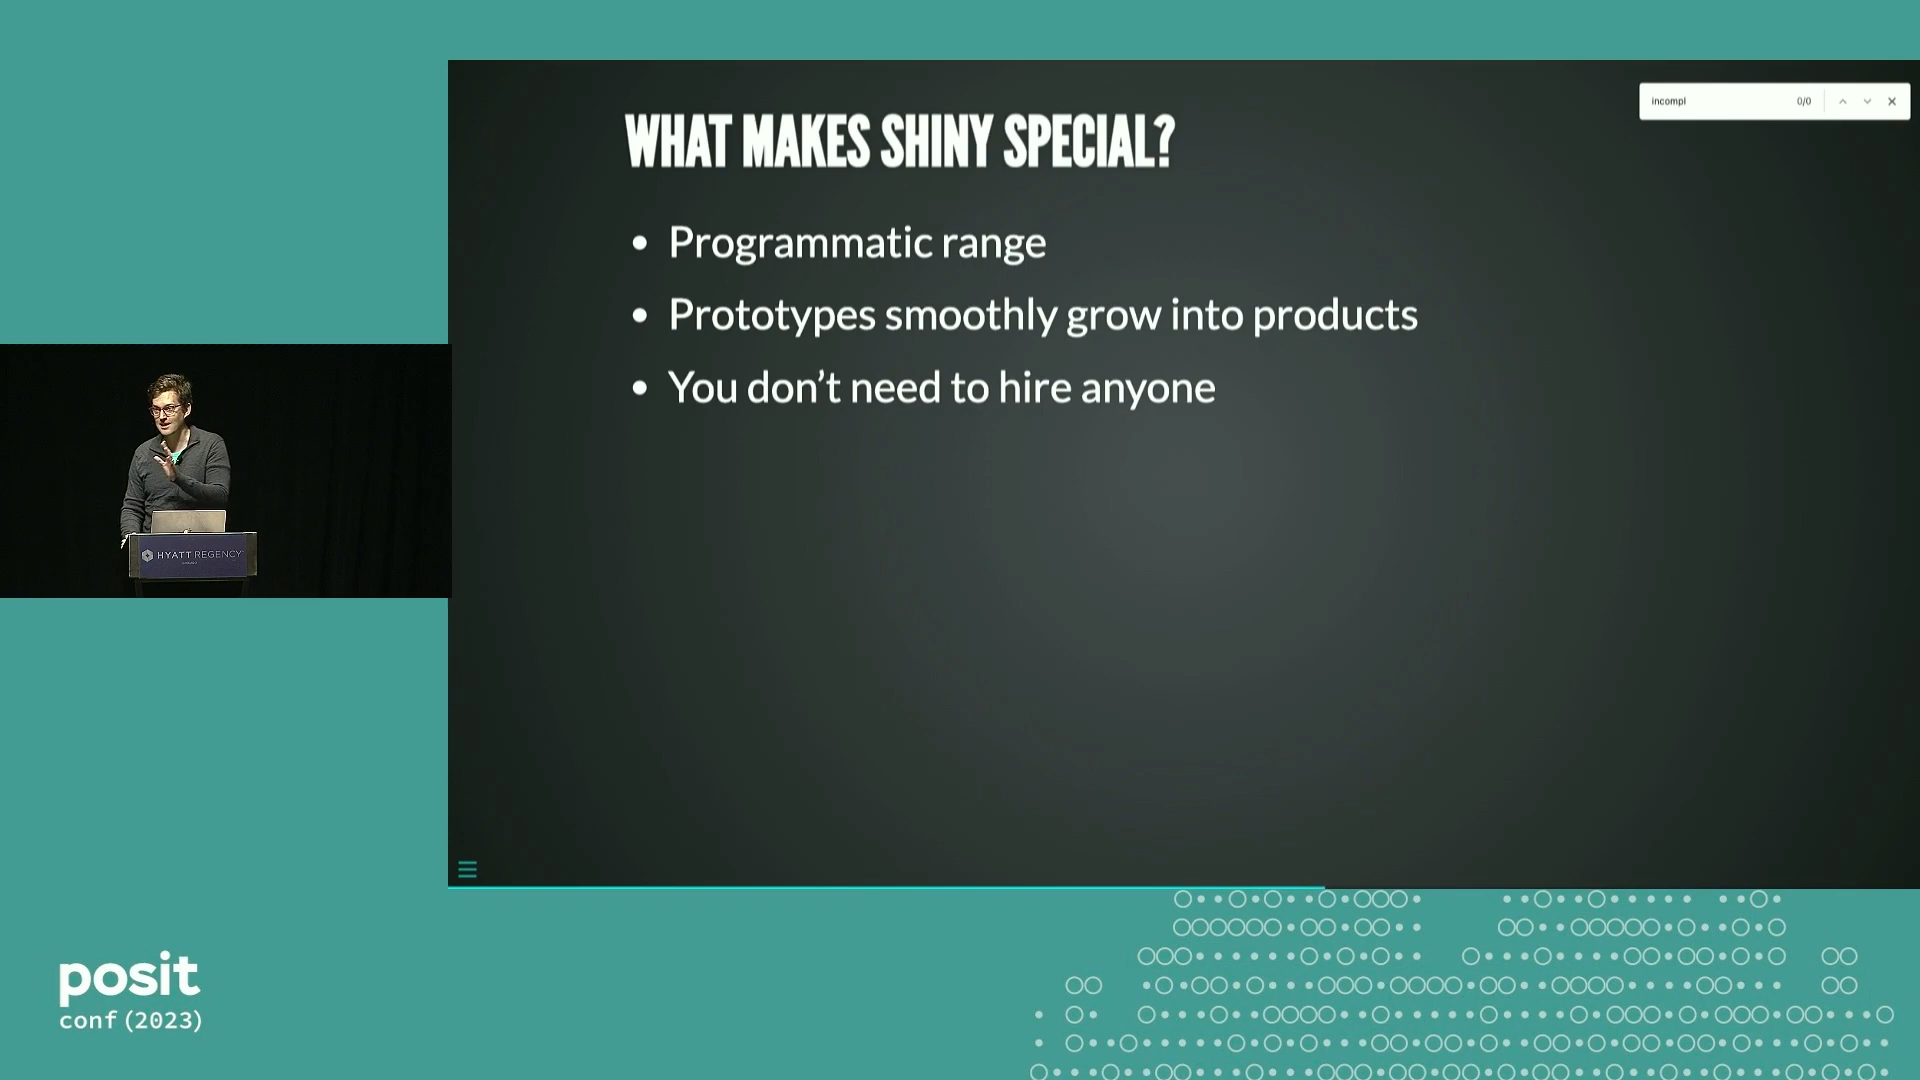 WHAT MAKES SHINY SPECIAL?
incompl 0/0
• Programmatic range
• Prototypes smoothly grow into products
• You don't need to hire anyone
HYATT REGENCY
posit
conf (2023)